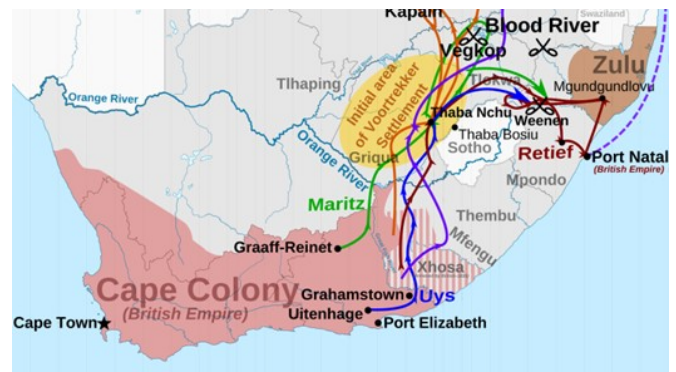 Kapain
Swaziland
Blood River
Vegkop
Zulu
Mgundgundlovu
Tlokwa
Tlhaping
Initial area
of Voortrekker
Settlement
Orange River
Thaba Nchu
Weenen
Thaba Bosiu
Sotho
Orange River
Griqua
Retief
Port Natal
(British Empire)
Mpondo
Maritz
Thembu
Mfengu
Graaff-Reinet
Xhosa
Cape Colony
(British Empire)
Grahamstown
Uys
Uitenhage
Cape Town
Port Elizabeth